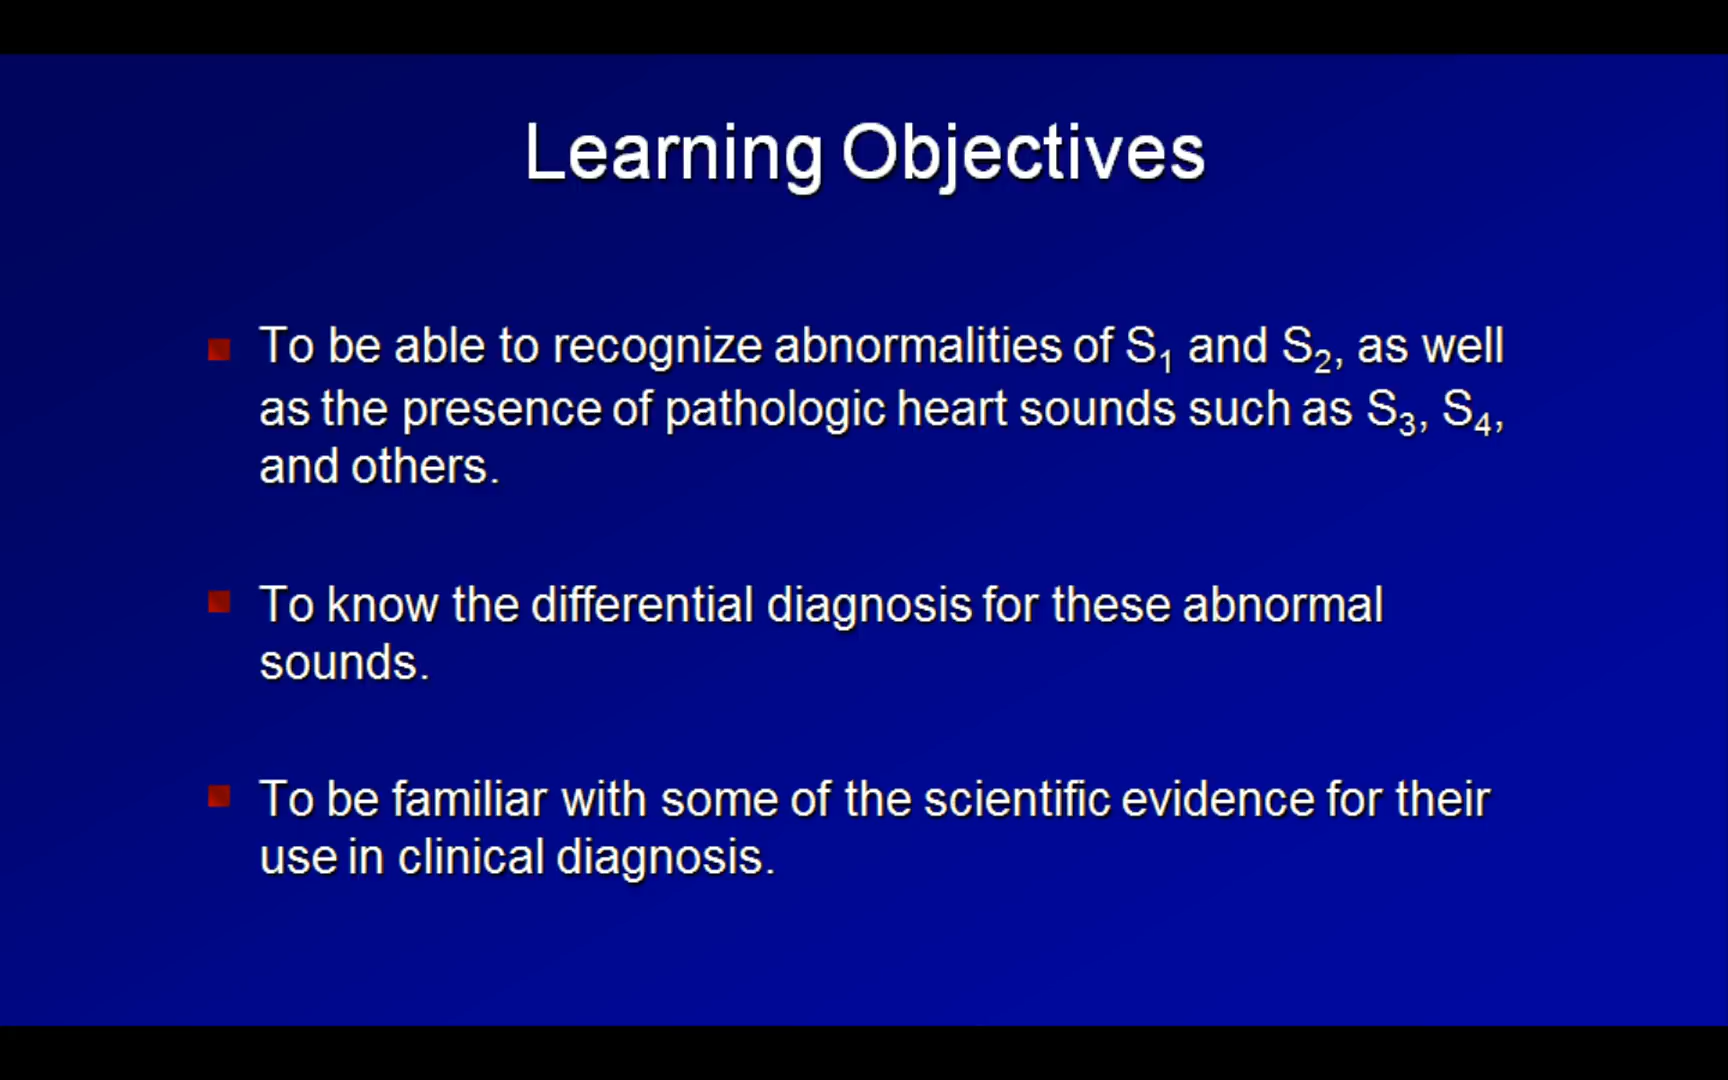 Learning Objectives
To be able to recognize abnormalities of S₁ and S₂, as well
as the presence of pathologic heart sounds such as S₃, S₄,
and others.
To know the differential diagnosis for these abnormal
sounds.
To be familiar with some of the scientific evidence for their
use in clinical diagnosis.